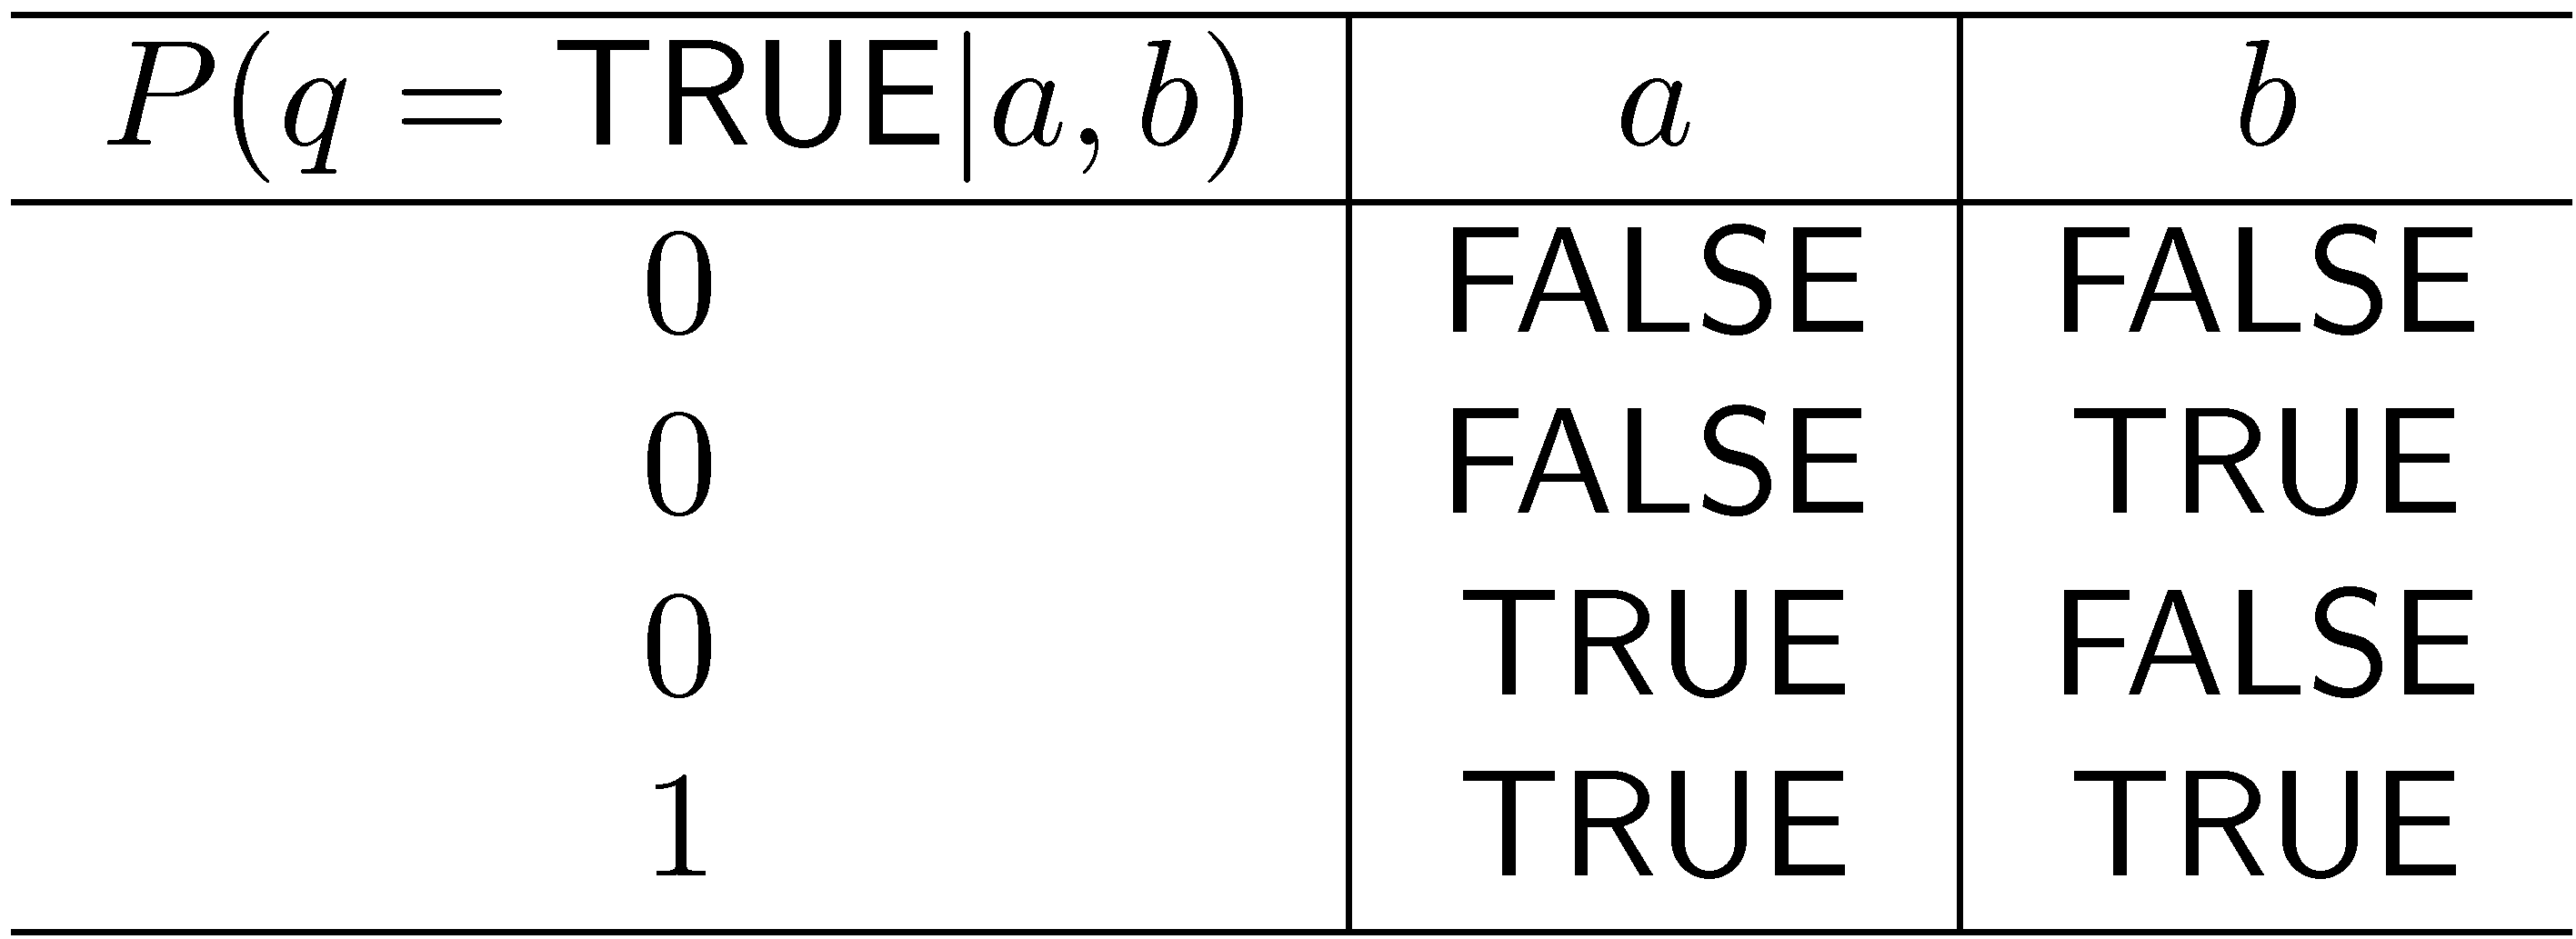 P(q = TRUE|a, b) a b
0 FALSE FALSE
0 FALSE TRUE
0 TRUE FALSE
1 TRUE TRUE